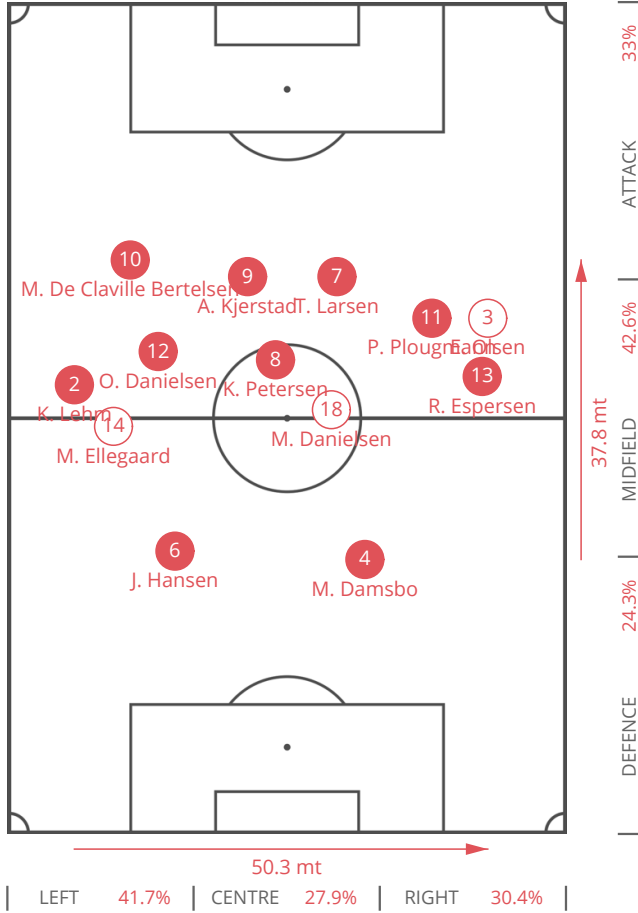 33%
ATTACK
10
M. De Claville Bertelsen
9
A. Kjerstad
7
T. Larsen
11
P. Plougmann
3
E. Olsen
42.6%
12
O. Danielsen
8
K. Petersen
13
R. Espersen
2
K. Lehm
14
M. Ellegaard
18
M. Danielsen
37.8 mt
MIDFIELD
6
J. Hansen
4
M. Damsbo
24.3%
DEFENCE
50.3 mt
LEFT 41.7% CENTRE 27.9% RIGHT 30.4%